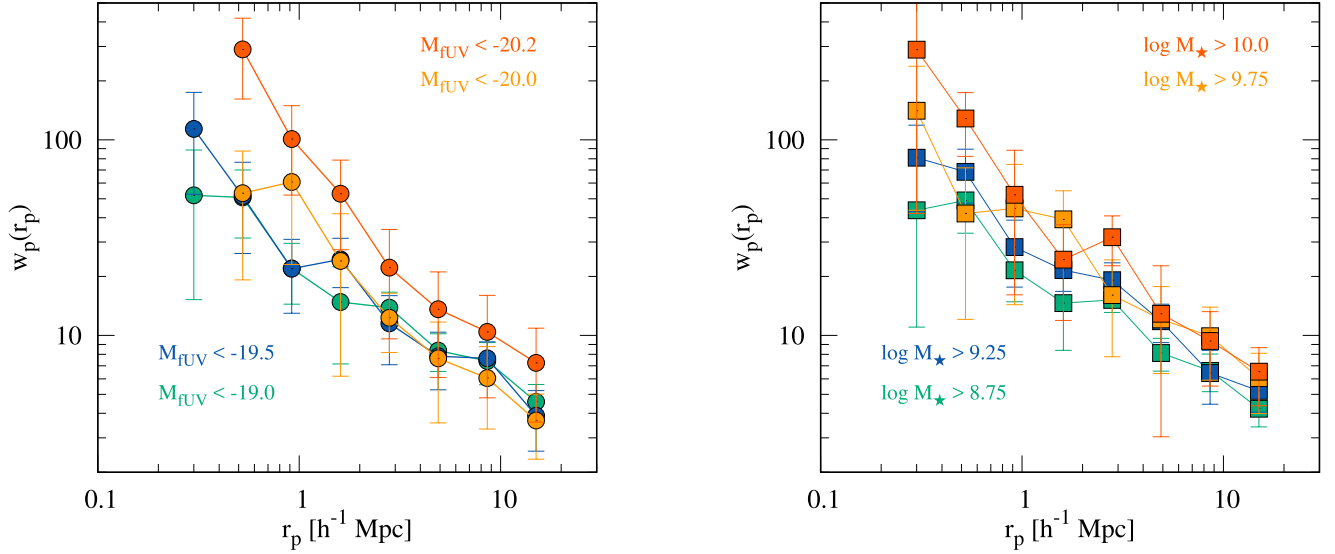 100
10
w_p(r_p)
M_fUV < -20.2
M_fUV < -20.0
M_fUV < -19.5
M_fUV < -19.0
0.1 1 10
r_p [h^-1 Mpc]
100
10
w_p(r_p)
log M_★ > 10.0
log M_★ > 9.75
log M_★ > 9.25
log M_★ > 8.75
0.1 1 10
r_p [h^-1 Mpc]